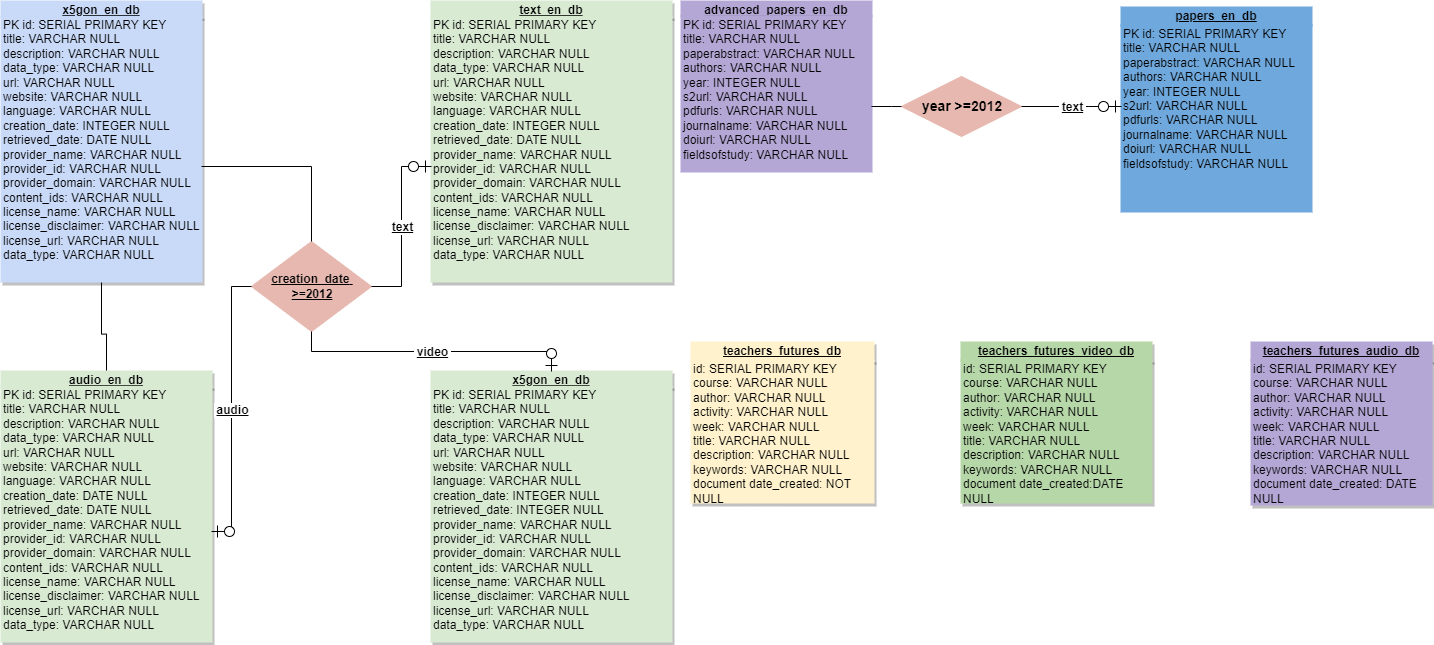 x5gon_en_db
PK id: SERIAL PRIMARY KEY
title: VARCHAR NULL
description: VARCHAR NULL
data_type: VARCHAR NULL
url: VARCHAR NULL
website: VARCHAR NULL
language: VARCHAR NULL
creation_date: INTEGER NULL
retrieved_date: DATE NULL
provider_name: VARCHAR NULL
provider_id: VARCHAR NULL
provider_domain: VARCHAR NULL
content_ids: VARCHAR NULL
license_name: VARCHAR NULL
license_disclaimer: VARCHAR NULL
license_url: VARCHAR NULL
data_type: VARCHAR NULL
text_en_db
PK id: SERIAL PRIMARY KEY
title: VARCHAR NULL
description: VARCHAR NULL
data_type: VARCHAR NULL
url: VARCHAR NULL
website: VARCHAR NULL
language: VARCHAR NULL
creation_date: INTEGER NULL
retrieved_date: DATE NULL
provider_name: VARCHAR NULL
provider_id: VARCHAR NULL
provider_domain: VARCHAR NULL
content_ids: VARCHAR NULL
license_name: VARCHAR NULL
license_disclaimer: VARCHAR NULL
license_url: VARCHAR NULL
data_type: VARCHAR NULL
advanced_papers_en_db
PK id: SERIAL PRIMARY KEY
title: VARCHAR NULL
paperabstract: VARCHAR NULL
authors: VARCHAR NULL
year: INTEGER NULL
s2url: VARCHAR NULL
pdfurls: VARCHAR NULL
journalname: VARCHAR NULL
doiurl: VARCHAR NULL
fieldsofstudy: VARCHAR NULL
year >=2012
text
papers_en_db
PK id: SERIAL PRIMARY KEY
title: VARCHAR NULL
paperabstract: VARCHAR NULL
authors: VARCHAR NULL
year: INTEGER NULL
s2url: VARCHAR NULL
pdfurls: VARCHAR NULL
journalname: VARCHAR NULL
doiurl: VARCHAR NULL
fieldsofstudy: VARCHAR NULL
text
creation_date
>=2012
video
audio
audio_en_db
PK id: SERIAL PRIMARY KEY
title: VARCHAR NULL
description: VARCHAR NULL
data_type: VARCHAR NULL
url: VARCHAR NULL
website: VARCHAR NULL
language: VARCHAR NULL
creation_date: DATE NULL
retrieved_date: DATE NULL
provider_name: VARCHAR NULL
provider_id: VARCHAR NULL
provider_domain: VARCHAR NULL
content_ids: VARCHAR NULL
license_name: VARCHAR NULL
license_disclaimer: VARCHAR NULL
license_url: VARCHAR NULL
data_type: VARCHAR NULL
x5gon_en_db
PK id: SERIAL PRIMARY KEY
title: VARCHAR NULL
description: VARCHAR NULL
data_type: VARCHAR NULL
url: VARCHAR NULL
website: VARCHAR NULL
language: VARCHAR NULL
creation_date: INTEGER NULL
retrieved_date: INTEGER NULL
provider_name: VARCHAR NULL
provider_id: VARCHAR NULL
provider_domain: VARCHAR NULL
content_ids: VARCHAR NULL
license_name: VARCHAR NULL
license_disclaimer: VARCHAR NULL
license_url: VARCHAR NULL
data_type: VARCHAR NULL
teachers_futures_db
id: SERIAL PRIMARY KEY
course: VARCHAR NULL
author: VARCHAR NULL
activity: VARCHAR NULL
week: VARCHAR NULL
title: VARCHAR NULL
description: VARCHAR NULL
keywords: VARCHAR NULL
document date_created: NOT
NULL
teachers_futures_video_db
id: SERIAL PRIMARY KEY
course: VARCHAR NULL
author: VARCHAR NULL
activity: VARCHAR NULL
week: VARCHAR NULL
title: VARCHAR NULL
description: VARCHAR NULL
keywords: VARCHAR NULL
document date_created:DATE
NULL
teachers_futures_audio_db
id: SERIAL PRIMARY KEY
course: VARCHAR NULL
author: VARCHAR NULL
activity: VARCHAR NULL
week: VARCHAR NULL
title: VARCHAR NULL
description: VARCHAR NULL
keywords: VARCHAR NULL
document date_created: DATE
NULL